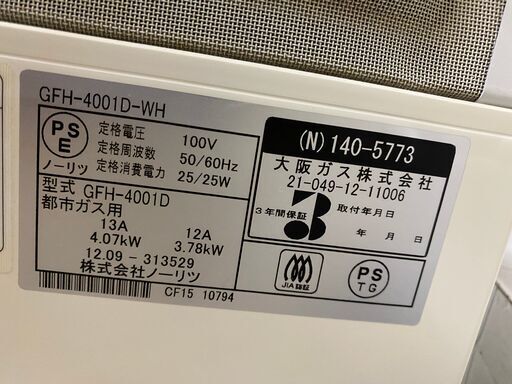 GFH-4001D-WH
PS
E
ノーリツ
定格電圧 100V
定格周波数 50/60Hz
定格消費電力 25/25W
型式 GFH-4001D
都市ガス用
13A 12A
4.07kW 3.78kW
12.09 - 313529
株式会社ノーリツ
CF15 10794
(N) 140-5773
大阪ガス株式会社
21-049-12-11006
3年間保証
3
取付年月日
年 月 日
JIA認証
PS
TG